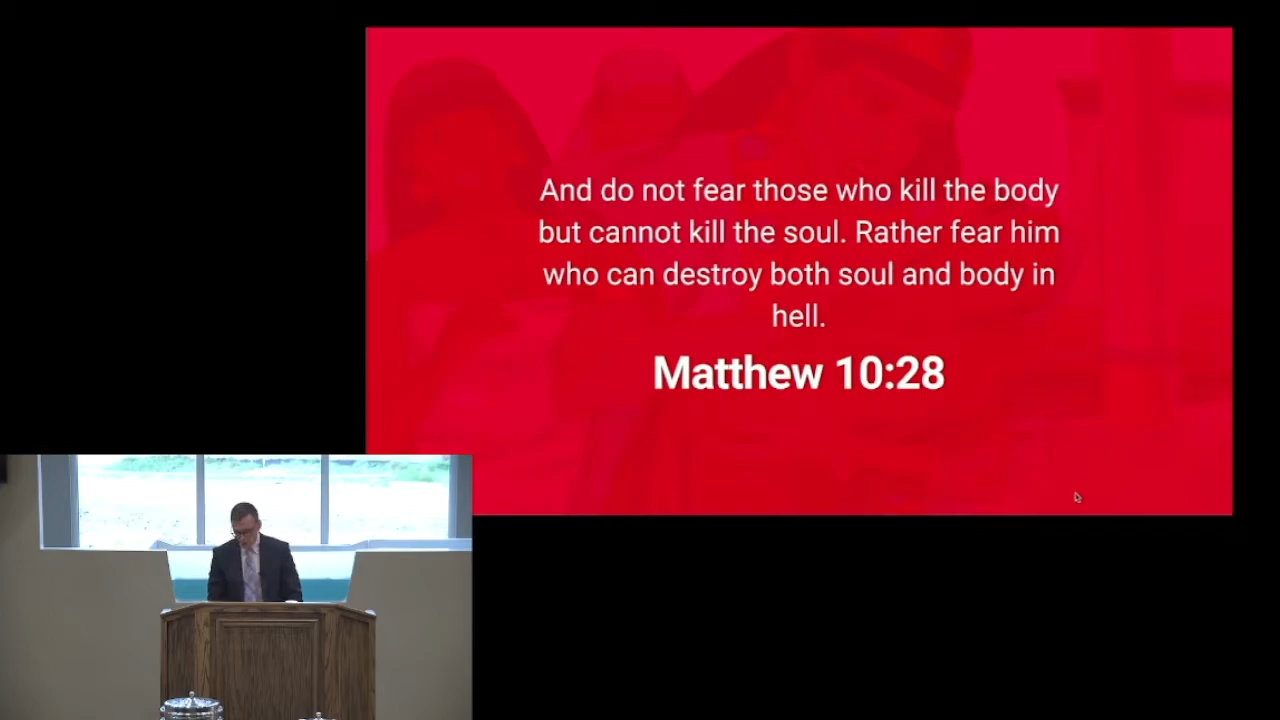 And do not fear those who kill the body
but cannot kill the soul. Rather fear him
who can destroy both soul and body in
hell.
Matthew 10:28